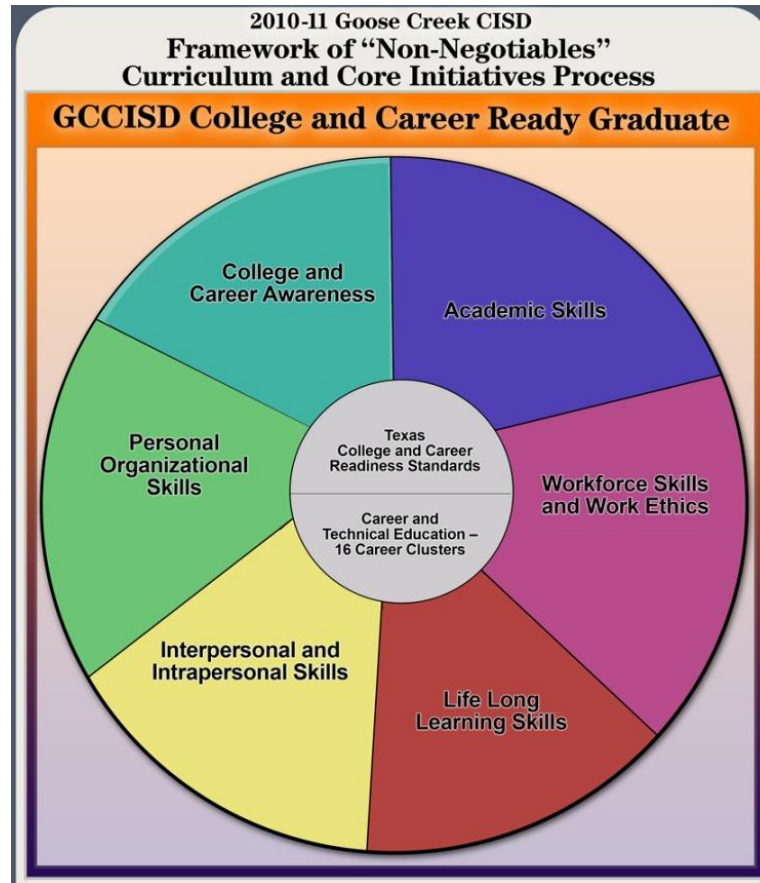 2010-11 Goose Creek CISD
Framework of “Non-Negotiables”
Curriculum and Core Initiatives Process
GCCISD College and Career Ready Graduate
College and
Career Awareness
Academic Skills
Personal
Organizational
Skills
Texas
College and Career
Readiness Standards
Career and
Technical Education –
16 Career Clusters
Workforce Skills
and Work Ethics
Interpersonal and
Intrapersonal Skills
Life Long
Learning Skills